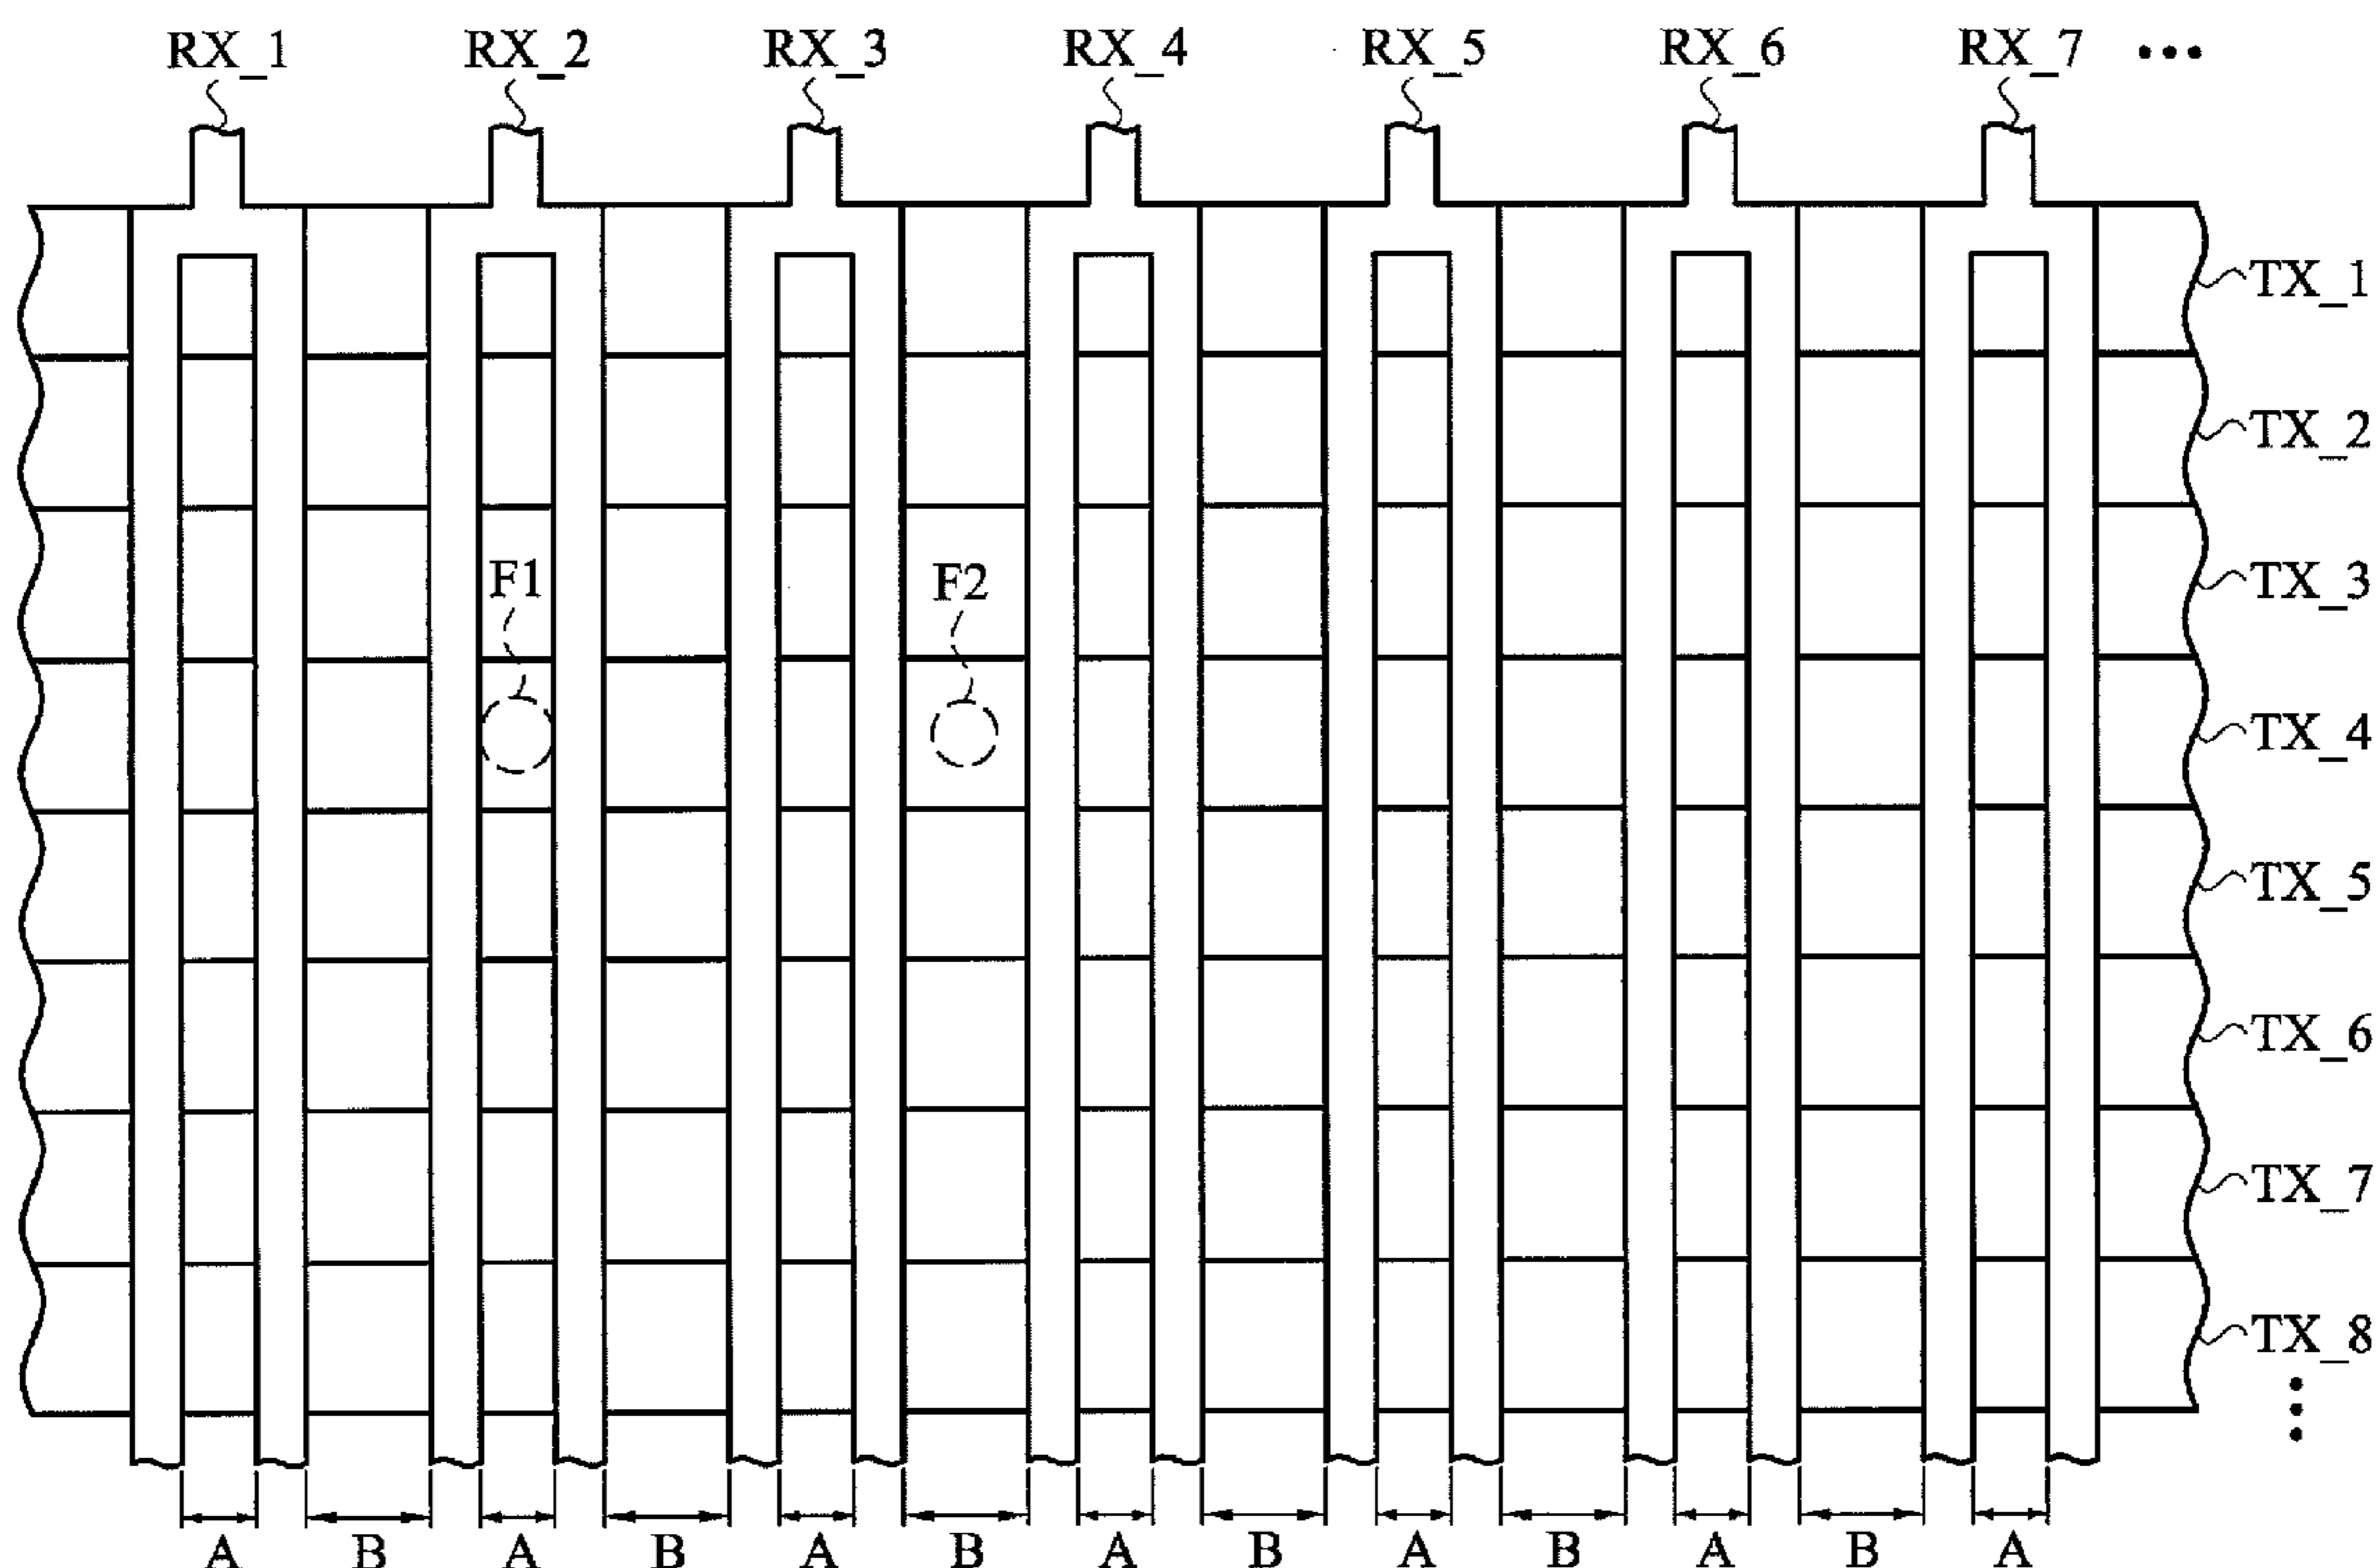 RX_1 RX_2 RX_3 RX_4 RX_5 RX_6 RX_7 •••
TX_1
TX_2
TX_3
F1 F2
TX_4
TX_5
TX_6
TX_7
TX_8
A B A B A B A B A B A B A